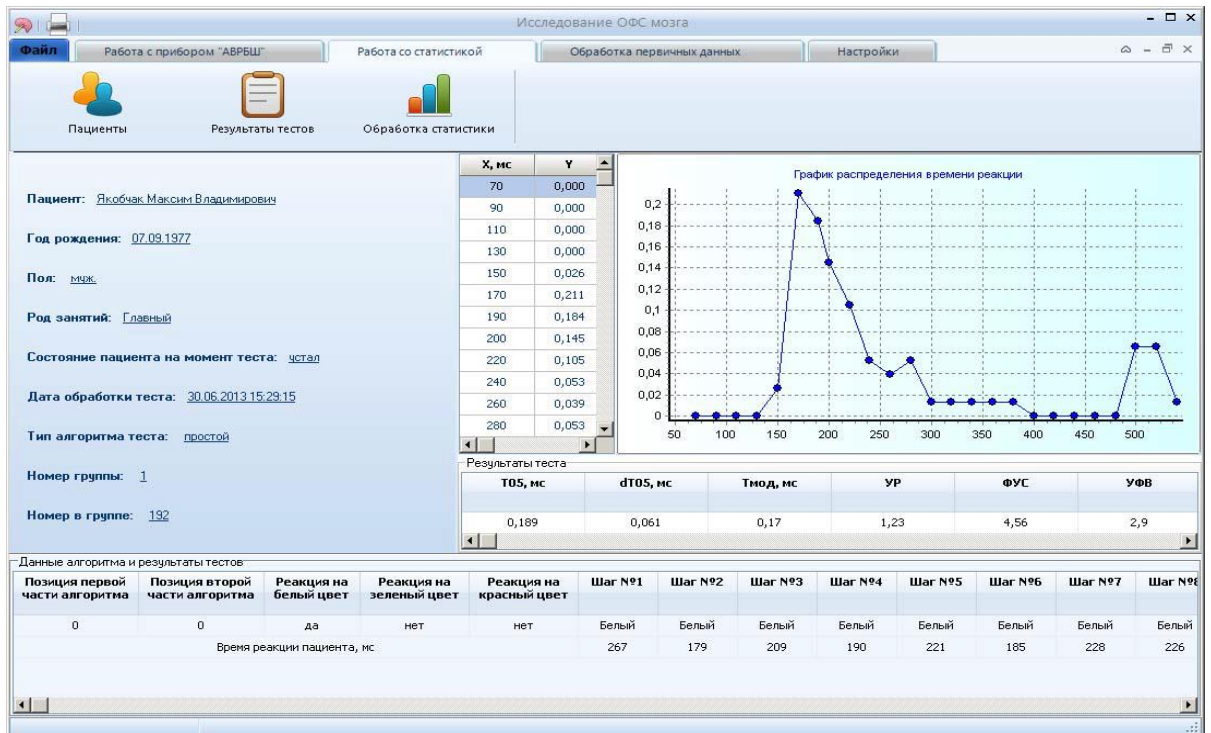 Исследование ОФС мозга
Файл
Работа с прибором "АВРБШ"
Работа со статистикой
Обработка первичных данных
Настройки
Пациенты
Результаты тестов
Обработка статистики
Пациент: Якобчак Максим Владимирович
Год рождения: 07.09.1977
Пол: муж.
Род занятий: Главный
Состояние пациента на момент теста: устал
Дата обработки теста: 30.06.2013 15:29:15
Тип алгоритма теста: простой
Номер группы: 1
Номер в группе: 192
X, мс Y
70 0,000
90 0,000
110 0,000
130 0,000
150 0,026
170 0,211
190 0,184
200 0,145
220 0,105
240 0,053
260 0,039
280 0,053
График распределения времени реакции
0,2
0,18
0,16
0,14
0,12
0,1
0,08
0,06
0,04
0,02
0
50 100 150 200 250 300 350 400 450 500
Результаты теста
T05, мс dT05, мс Tмод, мс УР ФУС УФВ
0,189 0,061 0,17 1,23 4,56 2,9
Данные алгоритма и результаты тестов
Позиция первой части алгоритма Позиция второй части алгоритма Реакция на белый цвет Реакция на зеленый цвет Реакция на красный цвет Шаг №1 Шаг №2 Шаг №3 Шаг №4 Шаг №5 Шаг №6 Шаг №7 Шаг №8
0 0 да нет нет Белый Белый Белый Белый Белый Белый Белый Белый
Время реакции пациента, мс 267 179 209 190 221 185 228 226